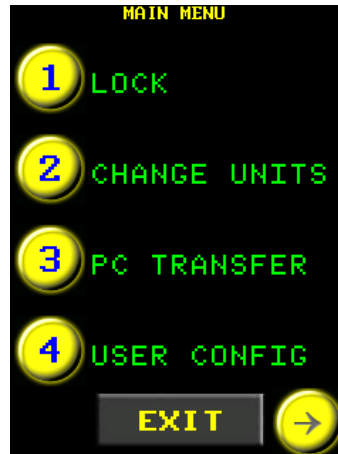 MAIN MENU
1 LOCK
2 CHANGE UNITS
3 PC TRANSFER
4 USER CONFIG
EXIT →